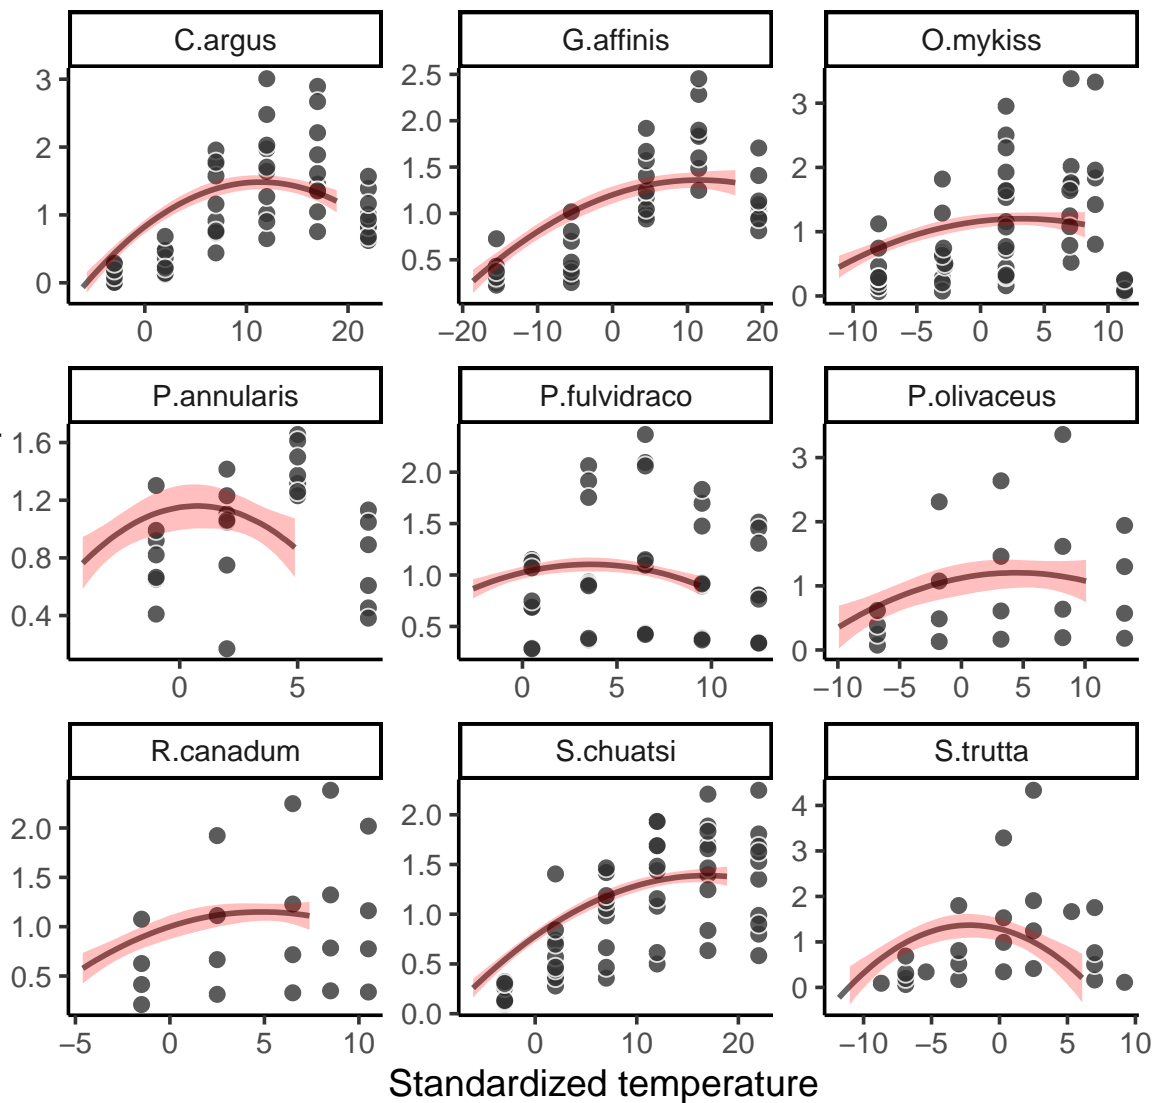 C.argus G.affinis O.mykiss
3 2.5 3
2 2.0 2
1 1.5 1
0 1.0 0
0.5
0 10 20 −20 −10 0 10 20 −10 −5 0 5 10
P.annularis P.fulvidraco P.olivaceus
1.6 2.0 3
1.2 1.5 2
0.8 1.0 1
0.4 0.5 0
0 5 0 5 10 −10 −5 0 5 10
R.canadum S.chuatsi S.trutta
2.0 2.0 4
1.5 1.5 3
1.0 1.0 2
0.5 0.5 1
0.0 0
−5 0 5 10 0 10 20 −10 −5 0 5 10
Standardized temperature